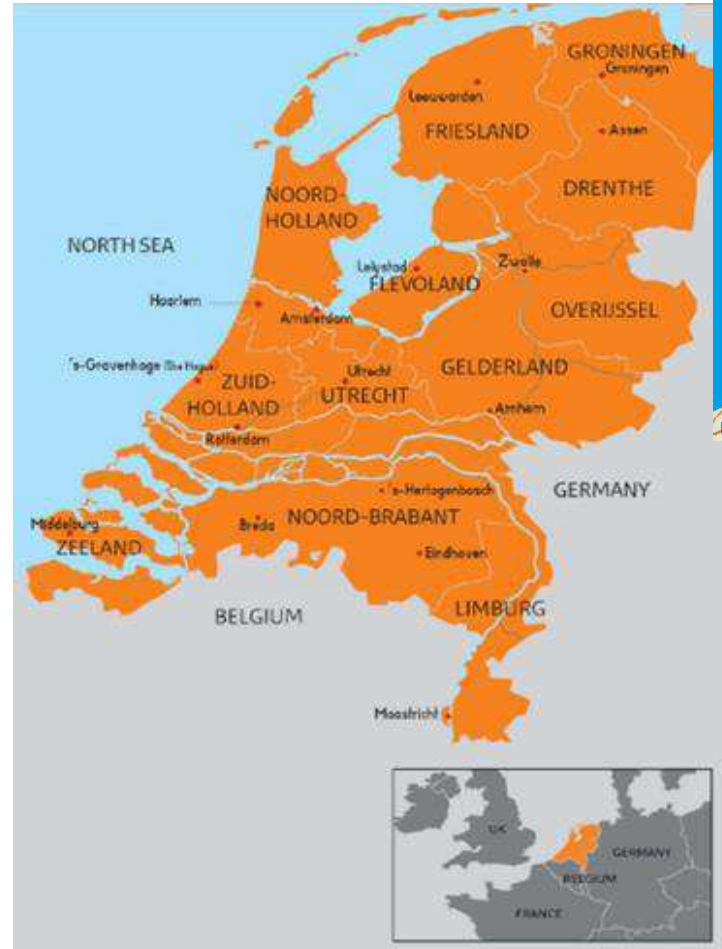 GRONINGEN
Groningen
Leeuwarden
FRIESLAND
Assen
DRENTHE
NOORD-
HOLLAND
NORTH SEA
Zwolle
Lelystad
FLEVOLAND
Haarlem
Amsterdam
OVERIJSSEL
's-Gravenhage (The Hague)
GELDERLAND
Utrecht
ZUID-
HOLLAND
UTRECHT
Arnhem
Rotterdam
's-Hertogenbosch
GERMANY
Middelburg
Breda
NOORD-BRABANT
ZEELAND
Eindhoven
BELGIUM
LIMBURG
Maastricht
UK
GERMANY
BELGIUM
FRANCE